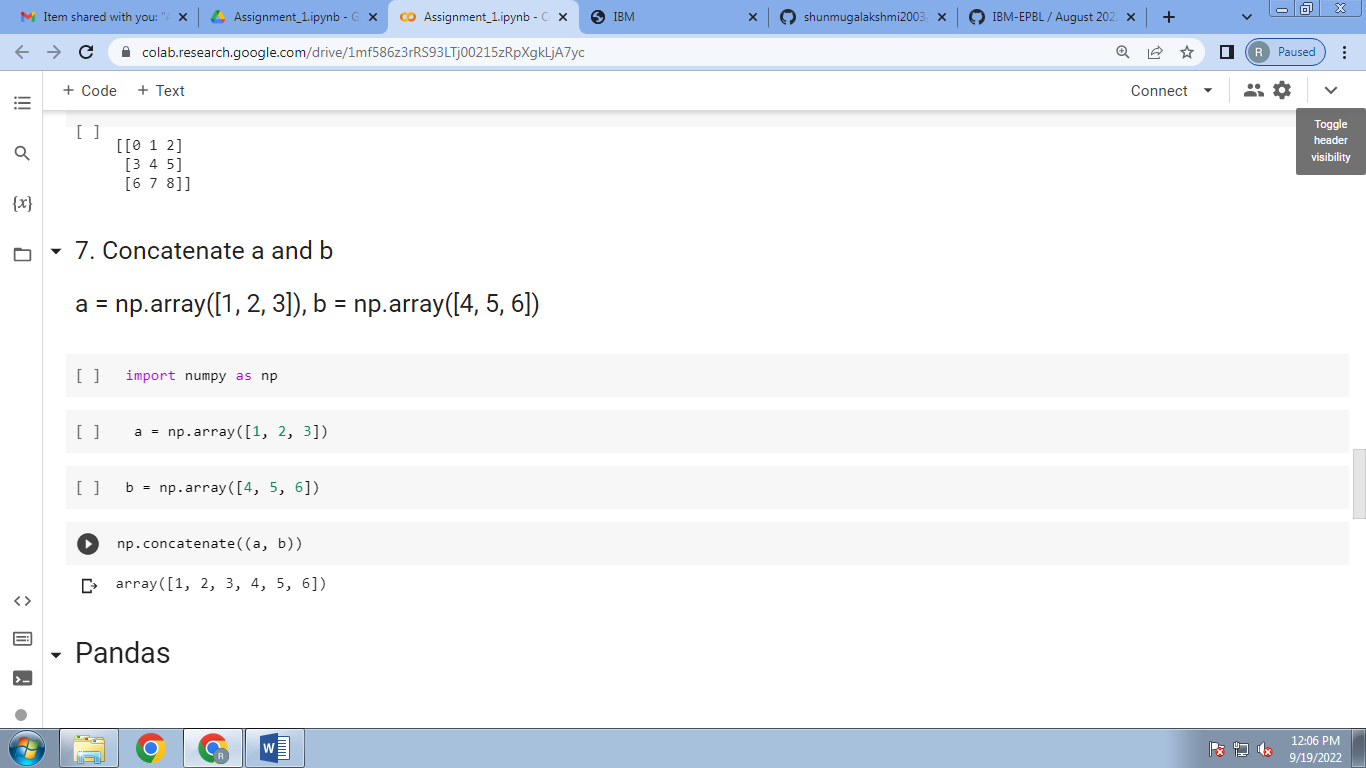 Item shared with you: "A
Assignment_1.ipynb - G
Assignment_1.ipynb - C
IBM
shunmugalakshmi2003
IBM-EPBL / August 202
colab.research.google.com/drive/1mf586z3rRS93LTj00215zRpXgkLjA7yc
R Paused
+ Code + Text
Connect
Toggle
header
visibility
[ ]
[[0 1 2]
[3 4 5]
[6 7 8]]
{x}
7. Concatenate a and b
a = np.array([1, 2, 3]), b = np.array([4, 5, 6])
[ ] import numpy as np
[ ] a = np.array([1, 2, 3])
[ ] b = np.array([4, 5, 6])
np.concatenate((a, b))
array([1, 2, 3, 4, 5, 6])
Pandas
12:06 PM
9/19/2022